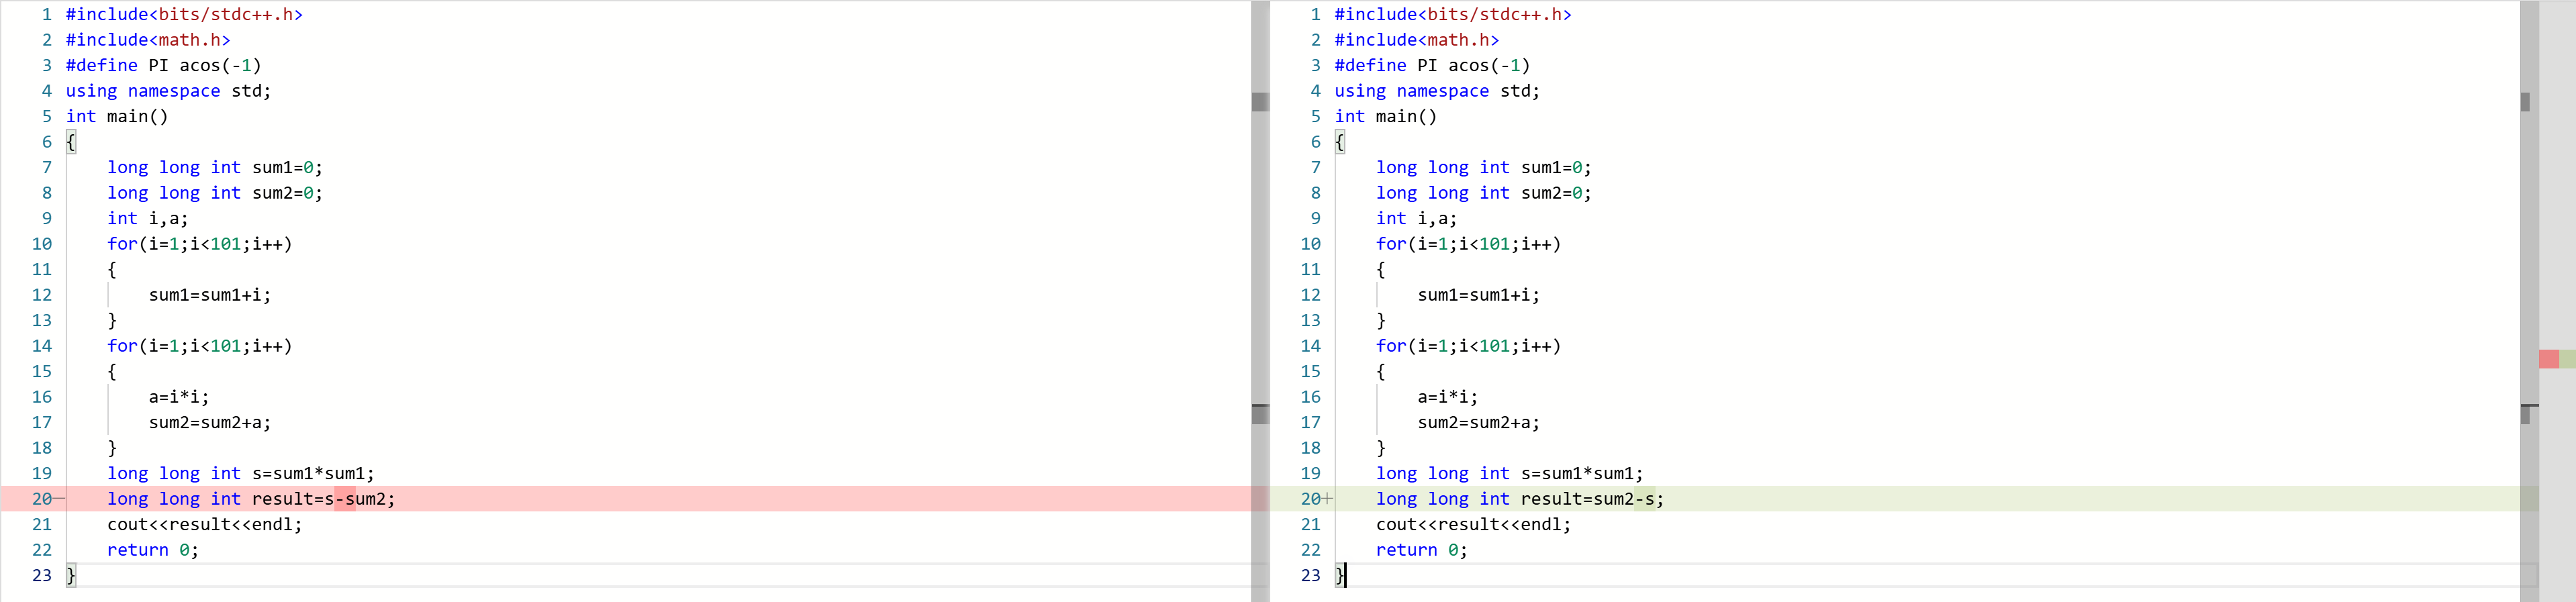 1 #include<bits/stdc++.h>
2 #include<math.h>
3 #define PI acos(-1)
4 using namespace std;
5 int main()
6 {
7     long long int sum1=0;
8     long long int sum2=0;
9     int i,a;
10     for(i=1;i<101;i++)
11     {
12         sum1=sum1+i;
13     }
14     for(i=1;i<101;i++)
15     {
16         a=i*i;
17         sum2=sum2+a;
18     }
19     long long int s=sum1*sum1;
20−     long long int result=s-sum2;
21     cout<<result<<endl;
22     return 0;
23 }
1 #include<bits/stdc++.h>
2 #include<math.h>
3 #define PI acos(-1)
4 using namespace std;
5 int main()
6 {
7     long long int sum1=0;
8     long long int sum2=0;
9     int i,a;
10     for(i=1;i<101;i++)
11     {
12         sum1=sum1+i;
13     }
14     for(i=1;i<101;i++)
15     {
16         a=i*i;
17         sum2=sum2+a;
18     }
19     long long int s=sum1*sum1;
20+     long long int result=sum2-s;
21     cout<<result<<endl;
22     return 0;
23 }